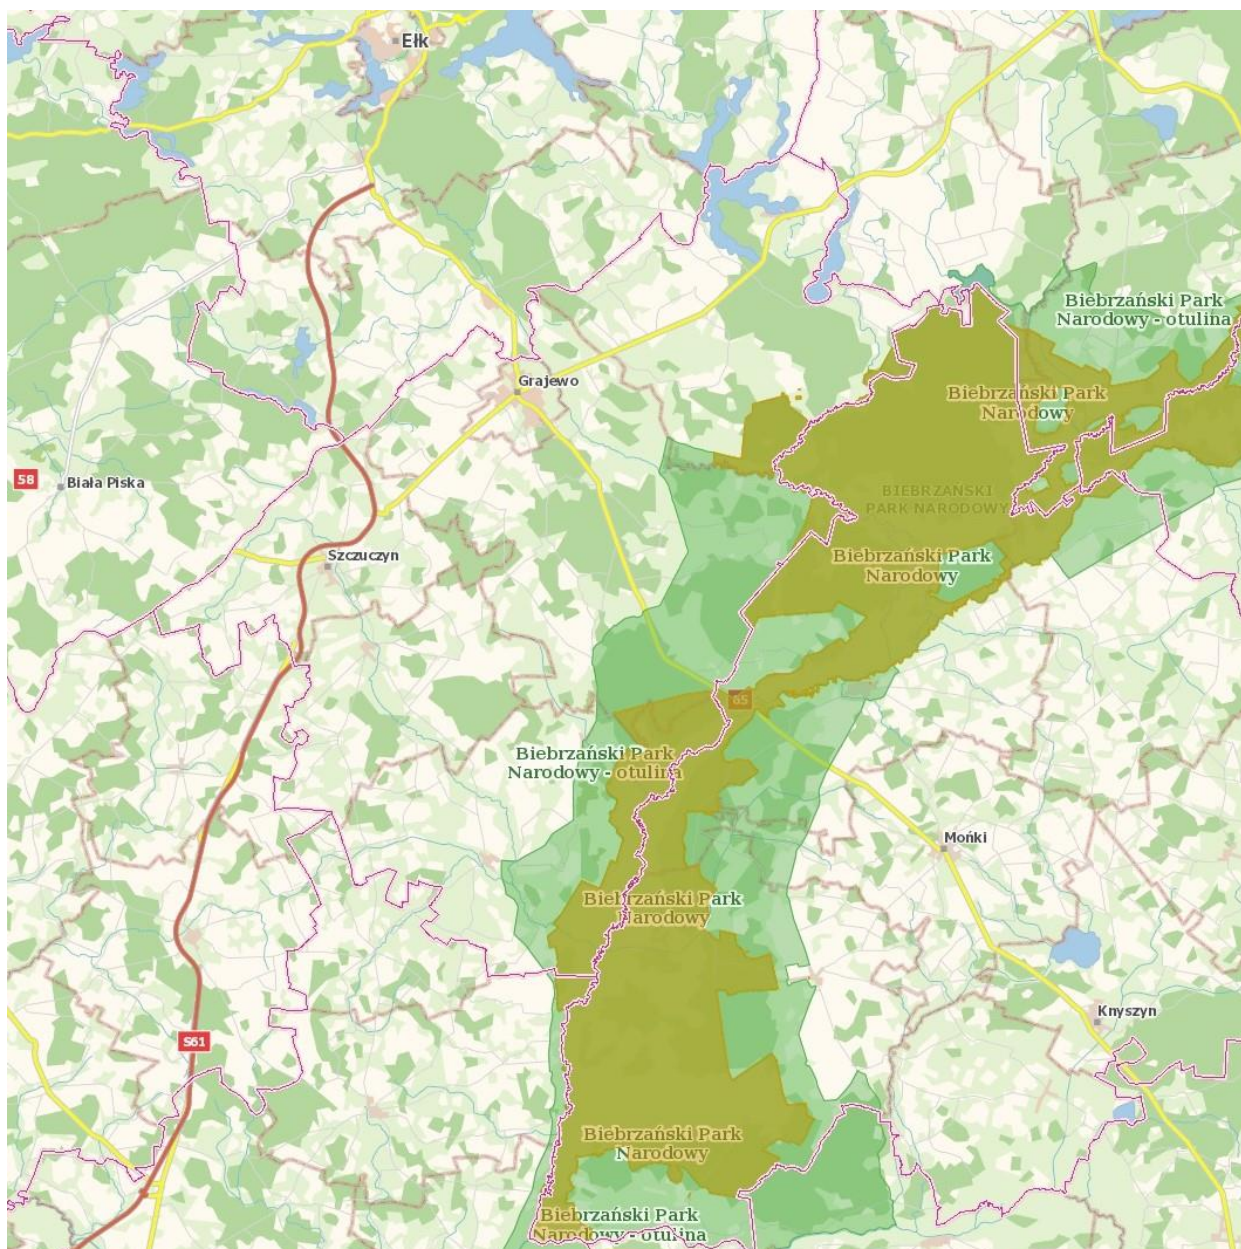 Ełk
Biebrzański Park
Narodowy - otulina
Grajewo
Biebrzański Park
Narodowy
58
Biała Piska
BIEBRZAŃSKI
PARK NARODOWY
Szczuczyn
Biebrzański Park
Narodowy
65
Biebrzański Park
Narodowy - otulina
Mońki
Biebrzański Park
Narodowy
Knyszyn
S61
Biebrzański Park
Narodowy
Biebrzański Park
Narodowy - otulina